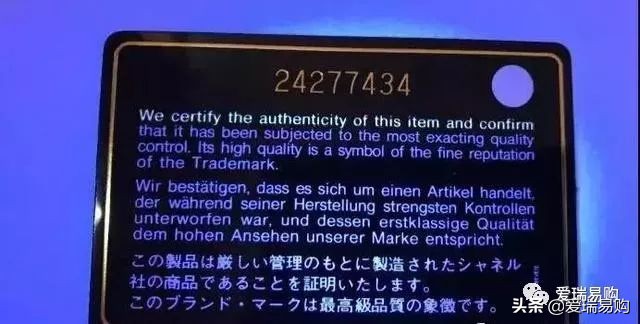 24277434
We certify the authenticity of this item and confirm
that it has been subjected to the most exacting quality
control. Its high quality is a symbol of the fine reputation
of the Trademark.
Wir bestätigen, dass es sich um einen Artikel handelt,
der während seiner Herstellung strengsten Kontrollen
unterworfen war, und dessen erstklassige Qualität
dem hohen Ansehen unserer Marke entspricht.
この製品は厳しい管理のもとに製造されたシャネル
社の商品であることを証明いたします。
このブランド・マークは最高級品質の象徴です。
爱瑞易购
头条 @爱瑞易购